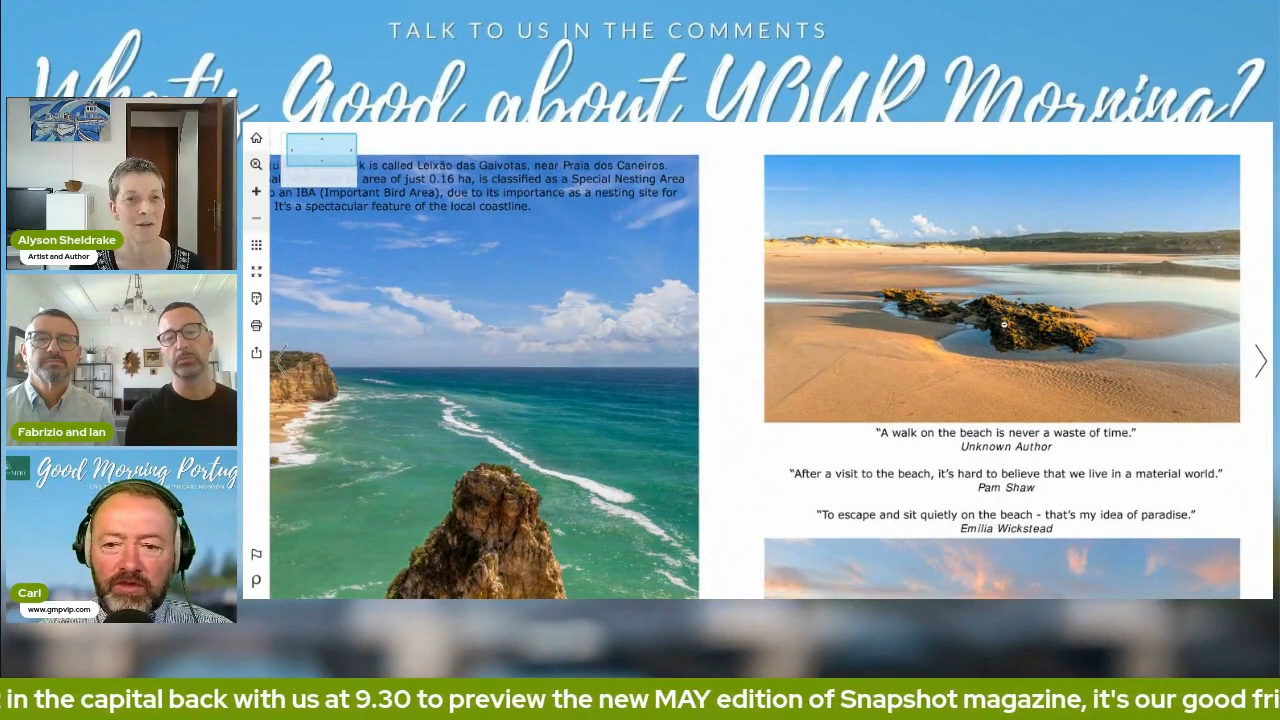 TALK TO US IN THE COMMENTS
What's Good about YOUR Morning?
Alyson Sheldrake
Artist and Author
Fabrizio and Ian
Good Morning Portug
WITH CARL MUNSON
Carl
www.gmpvip.com
k is called Leixão das Gaivotas, near Praia dos Caneiros.
area of just 0.16 ha, is classified as a Special Nesting Area
an IBA (Important Bird Area), due to its importance as a nesting site for
It's a spectacular feature of the local coastline.
“A walk on the beach is never a waste of time.”
Unknown Author
“After a visit to the beach, it’s hard to believe that we live in a material world.”
Pam Shaw
“To escape and sit quietly on the beach - that’s my idea of paradise.”
Emilia Wickstead
in the capital back with us at 9.30 to preview the new MAY edition of Snapshot magazine, it's our good fri